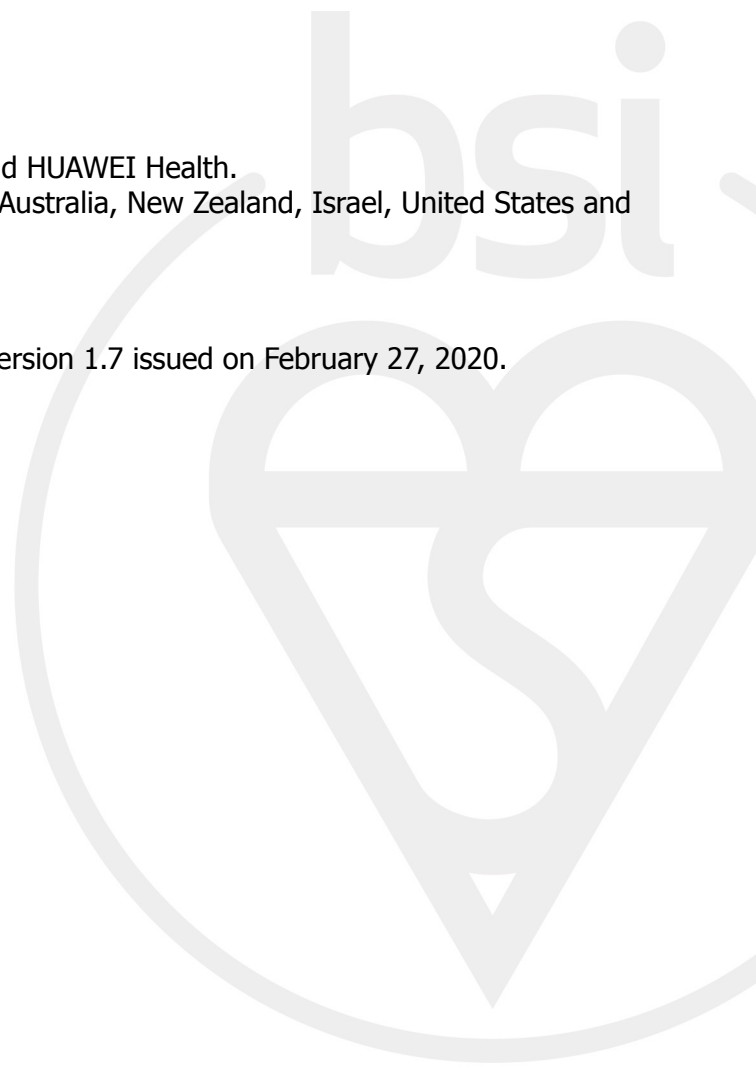 bsi
d HUAWEI Health.
Australia, New Zealand, Israel, United States and
ersion 1.7 issued on February 27, 2020.